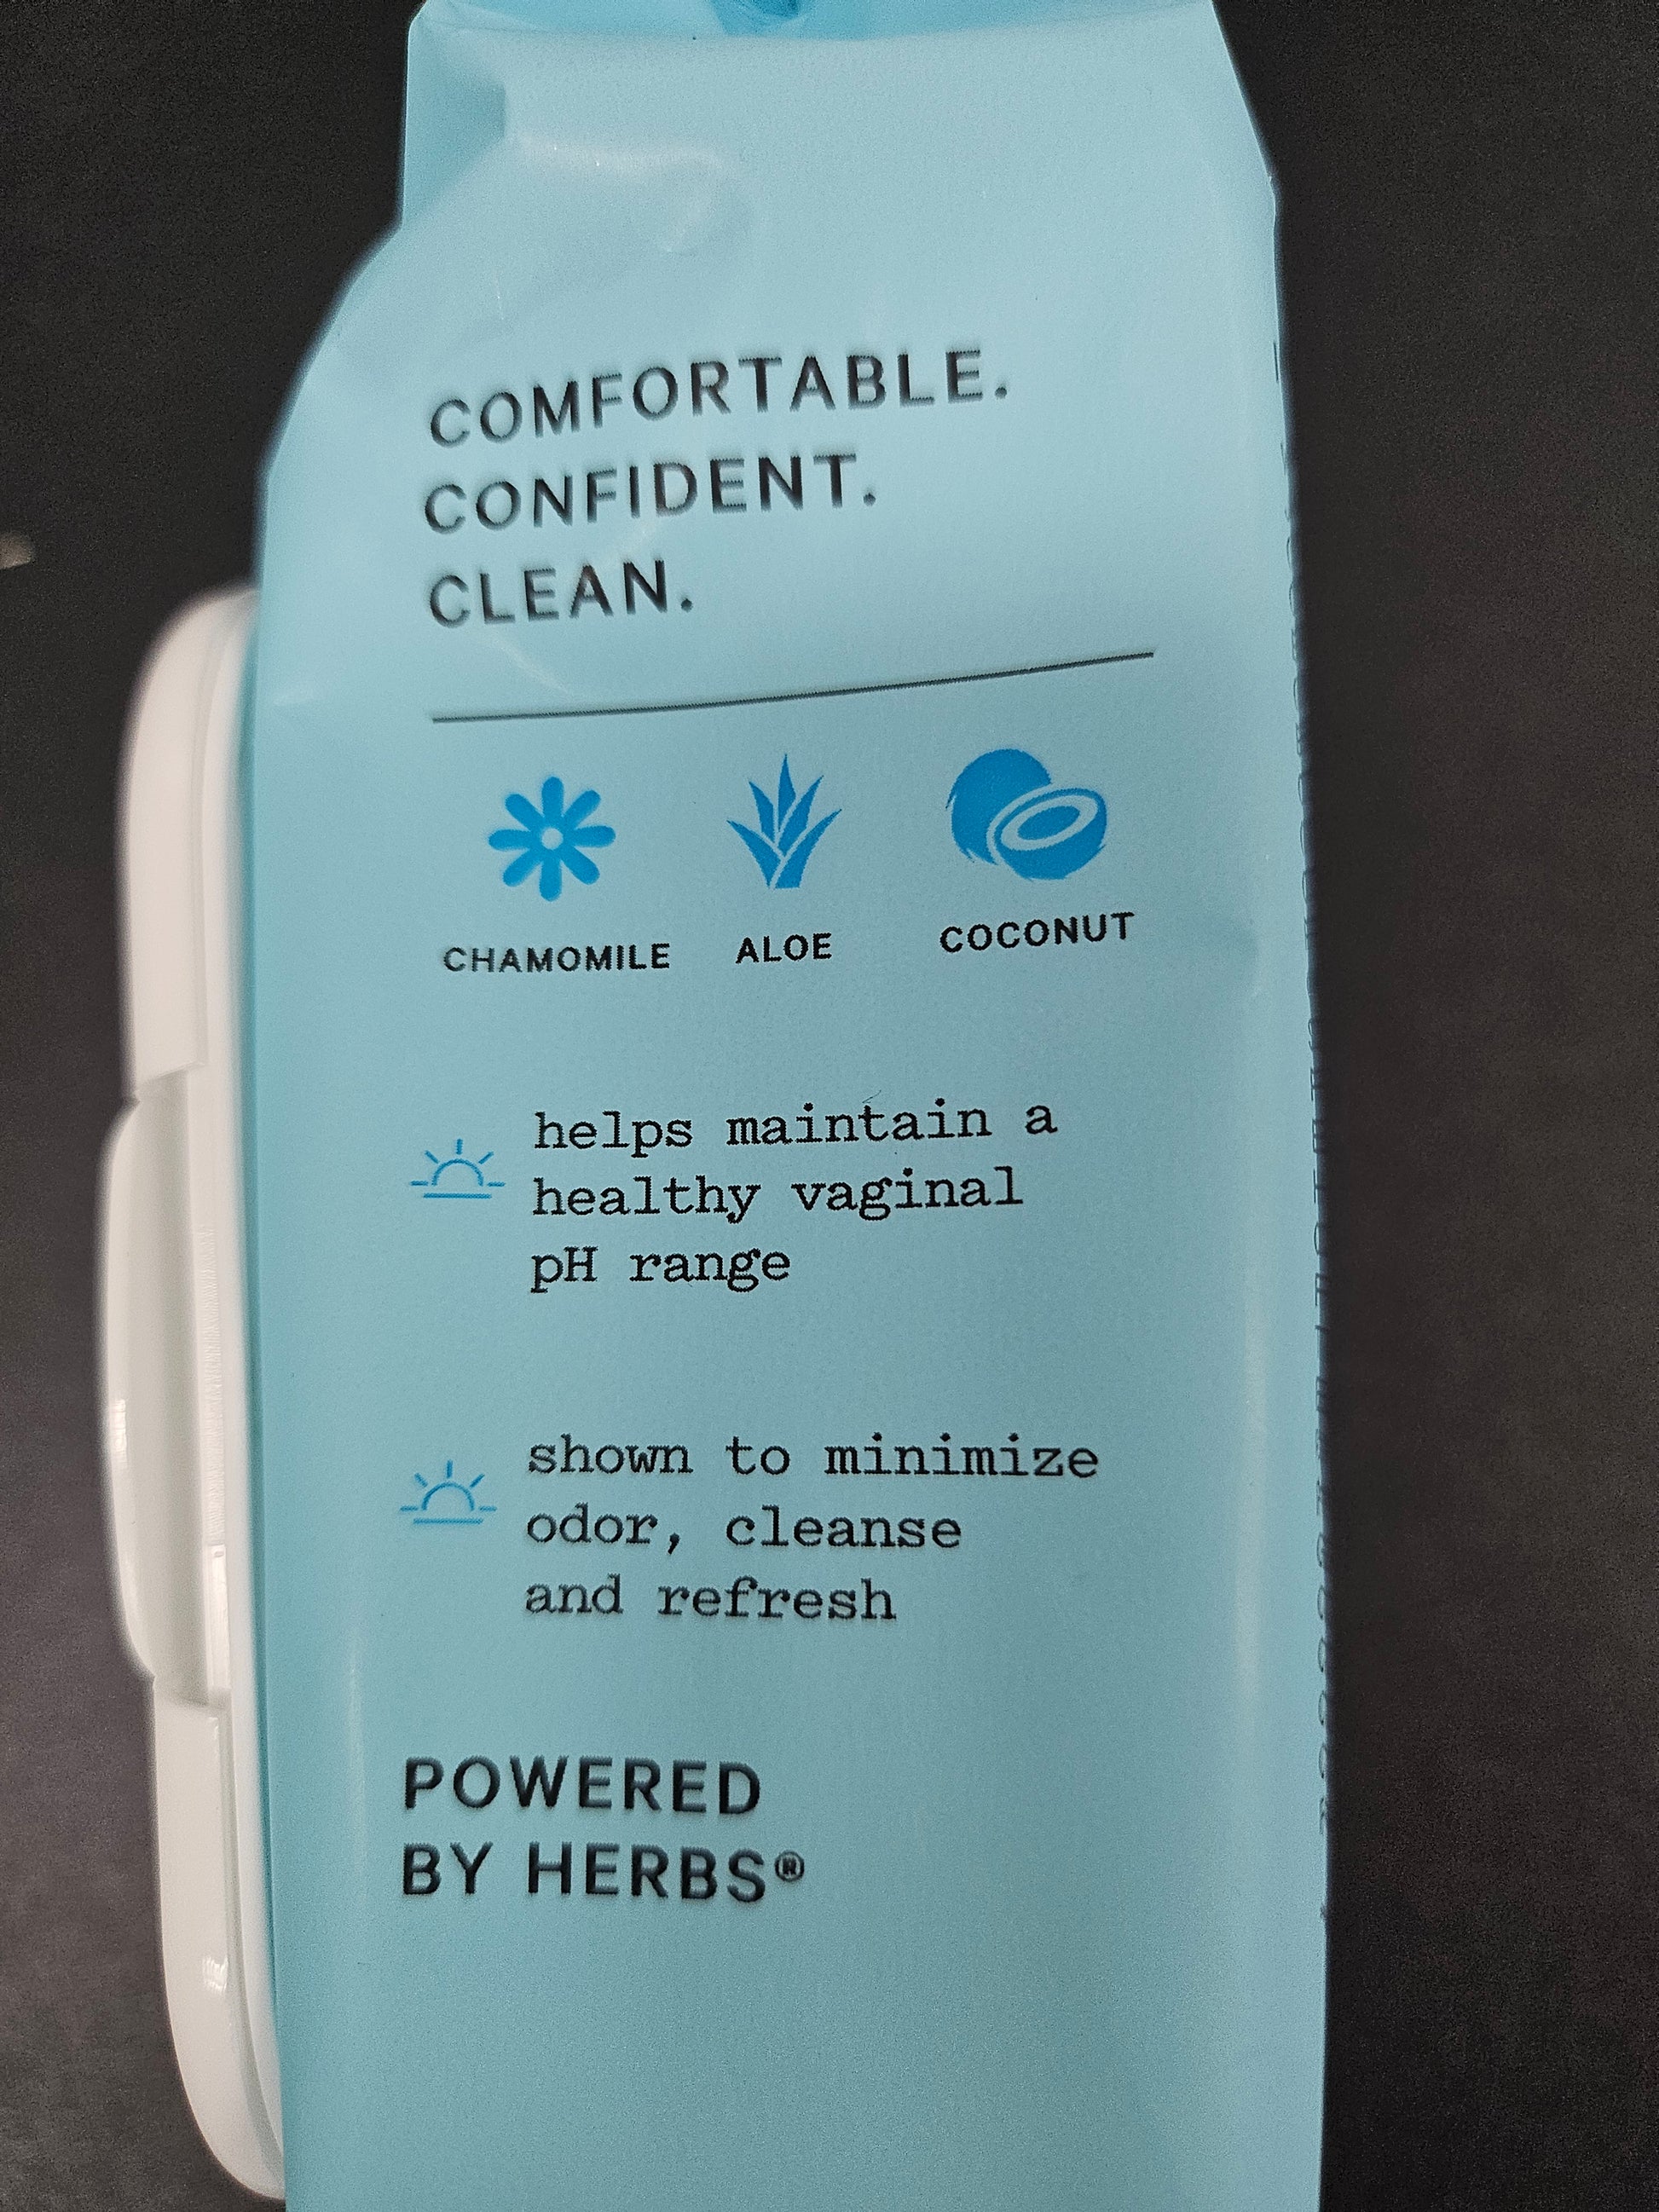 COMFORTABLE.
CONFIDENT.
CLEAN.
CHAMOMILE ALOE COCONUT
helps maintain a
healthy vaginal
pH range
shown to minimize
odor, cleanse
and refresh
POWERED
BY HERBS®